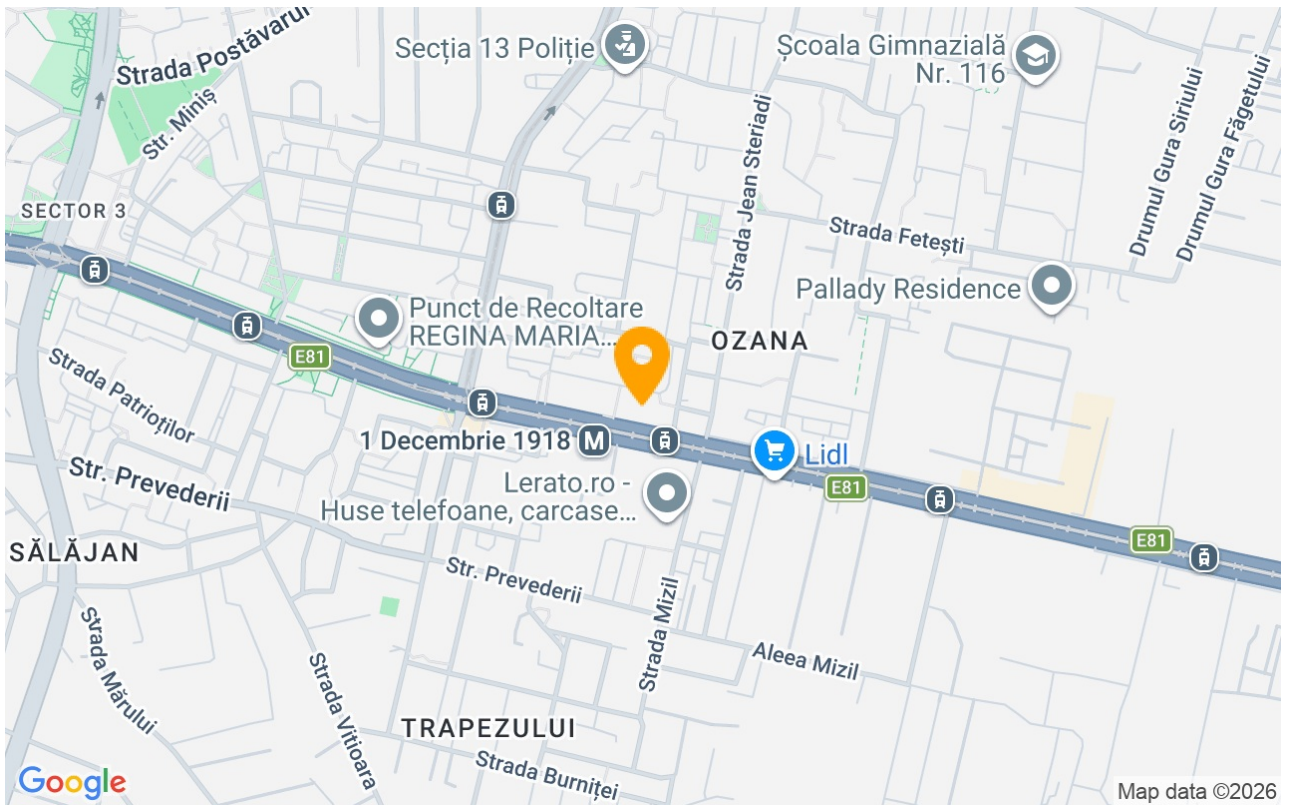 Strada Postăvarul
Secția 13 Poliție
Școala Gimnazială
Nr. 116
Str. Miniș
Strada Jean Steriadi
Drumul Gura Siriului
Drumul Gura Făgetului
SECTOR 3
Strada Fetești
Pallady Residence
Punct de Recoltare
REGINA MARIA...
OZANA
E81
Strada Patrioților
1 Decembrie 1918 M
Lidl
Str. Prevederii
Lerato.ro -
Huse telefoane, carcase...
E81
E81
SĂLĂJAN
Str. Prevederii
Strada Mizil
Aleea Mizil
Strada Mărului
Strada Vitioara
TRAPEZULUI
Strada Burniței
Google
Map data ©2026